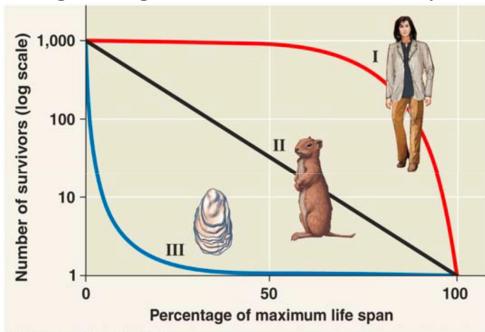 Number of survivors (log scale)
1,000
100
10
1
I
II
III
0
50
100
Percentage of maximum life span